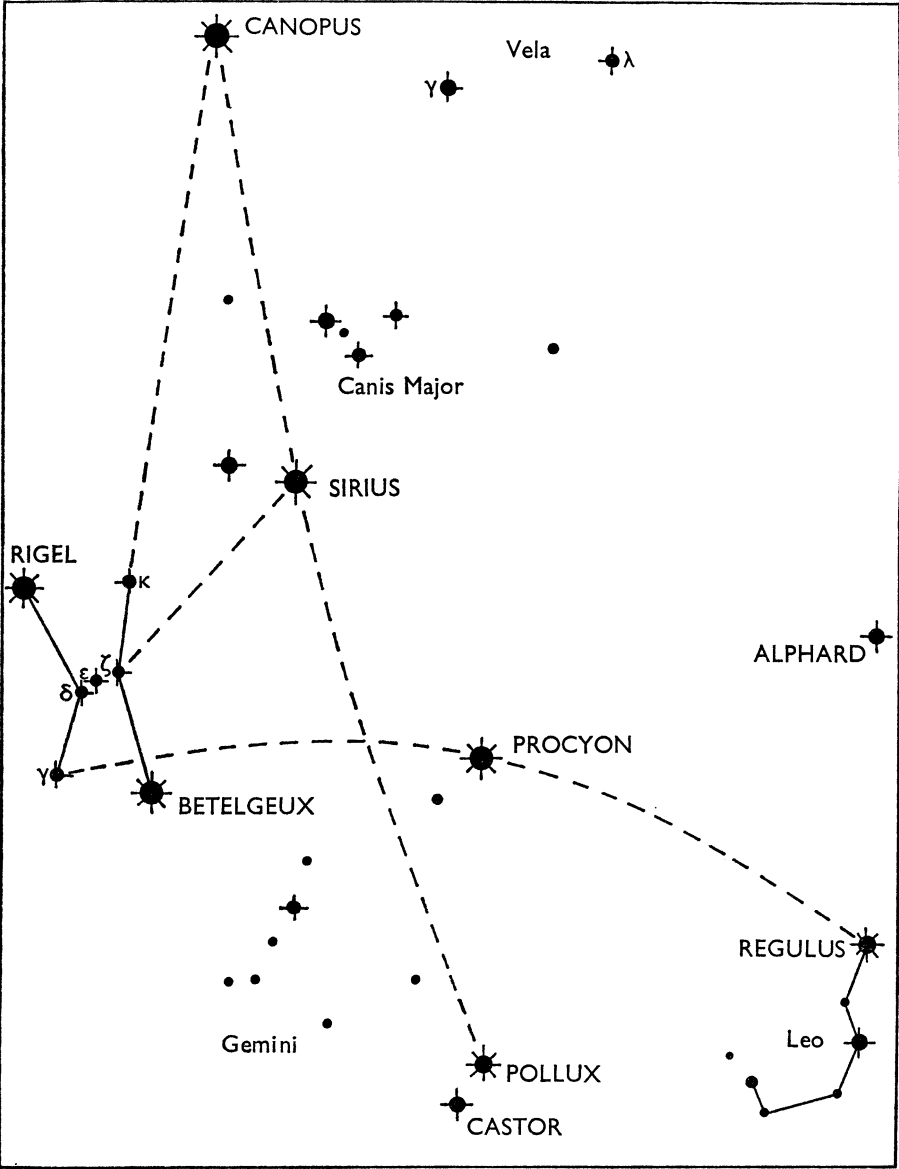 CANOPUS
Vela
λ
γ
Canis Major
SIRIUS
RIGEL
κ
ζ
ε
δ
ALPHARD
PROCYON
γ
BETELGEUX
REGULUS
Leo
Gemini
POLLUX
CASTOR